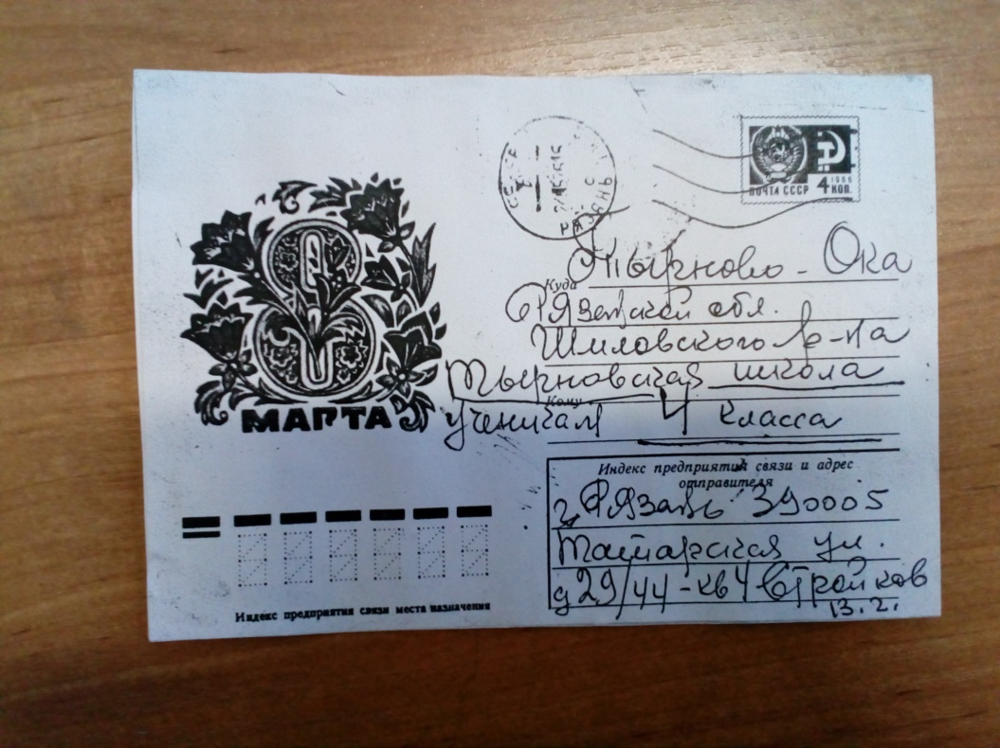 8
МАРТА
РЯЗАНЬ
ПОЧТА СССР
1966
4 КОП.
Куда
Тырново - Ока
Рязанской обл.
Шиловского р-на
Тырновская школа
Кому
ученикам 4 класса
Индекс предприятия связи и адрес
отправителя
г. Рязань 390005
Татарская ул.
д 29/44 - кв 4 Стройков
13. 2.
Индекс предприятия связи места назначения